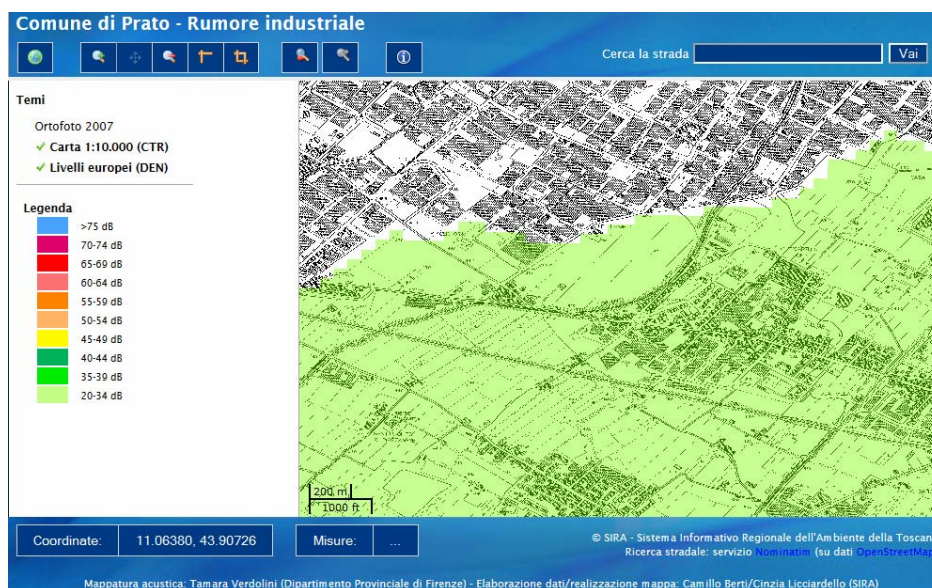 Comune di Prato - Rumore industriale
Cerca la strada
Vai
Temi
Ortofoto 2007
Carta 1:10.000 (CTR)
Livelli europei (DEN)
Legenda
>75 dB
70-74 dB
65-69 dB
60-64 dB
55-59 dB
50-54 dB
45-49 dB
40-44 dB
35-39 dB
20-34 dB
200 m
1000 ft
Coordinate:
11.06380, 43.90726
Misure:
...
© SIRA - Sistema Informativo Regionale dell'Ambiente della Toscan
Ricerca stradale: servizio Nominatim (su dati OpenStreetMap
Mappatura acustica: Tamara Verdolini (Dipartimento Provinciale di Firenze) - Elaborazione dati/realizzazione mappa: Camillo Berti/Cinzia Licciardello (SIRA)